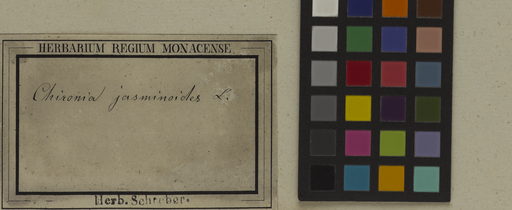 HERBARIUM REGIUM MONACENSE.
Chironia jasminoides L.
Herb. Schreber.